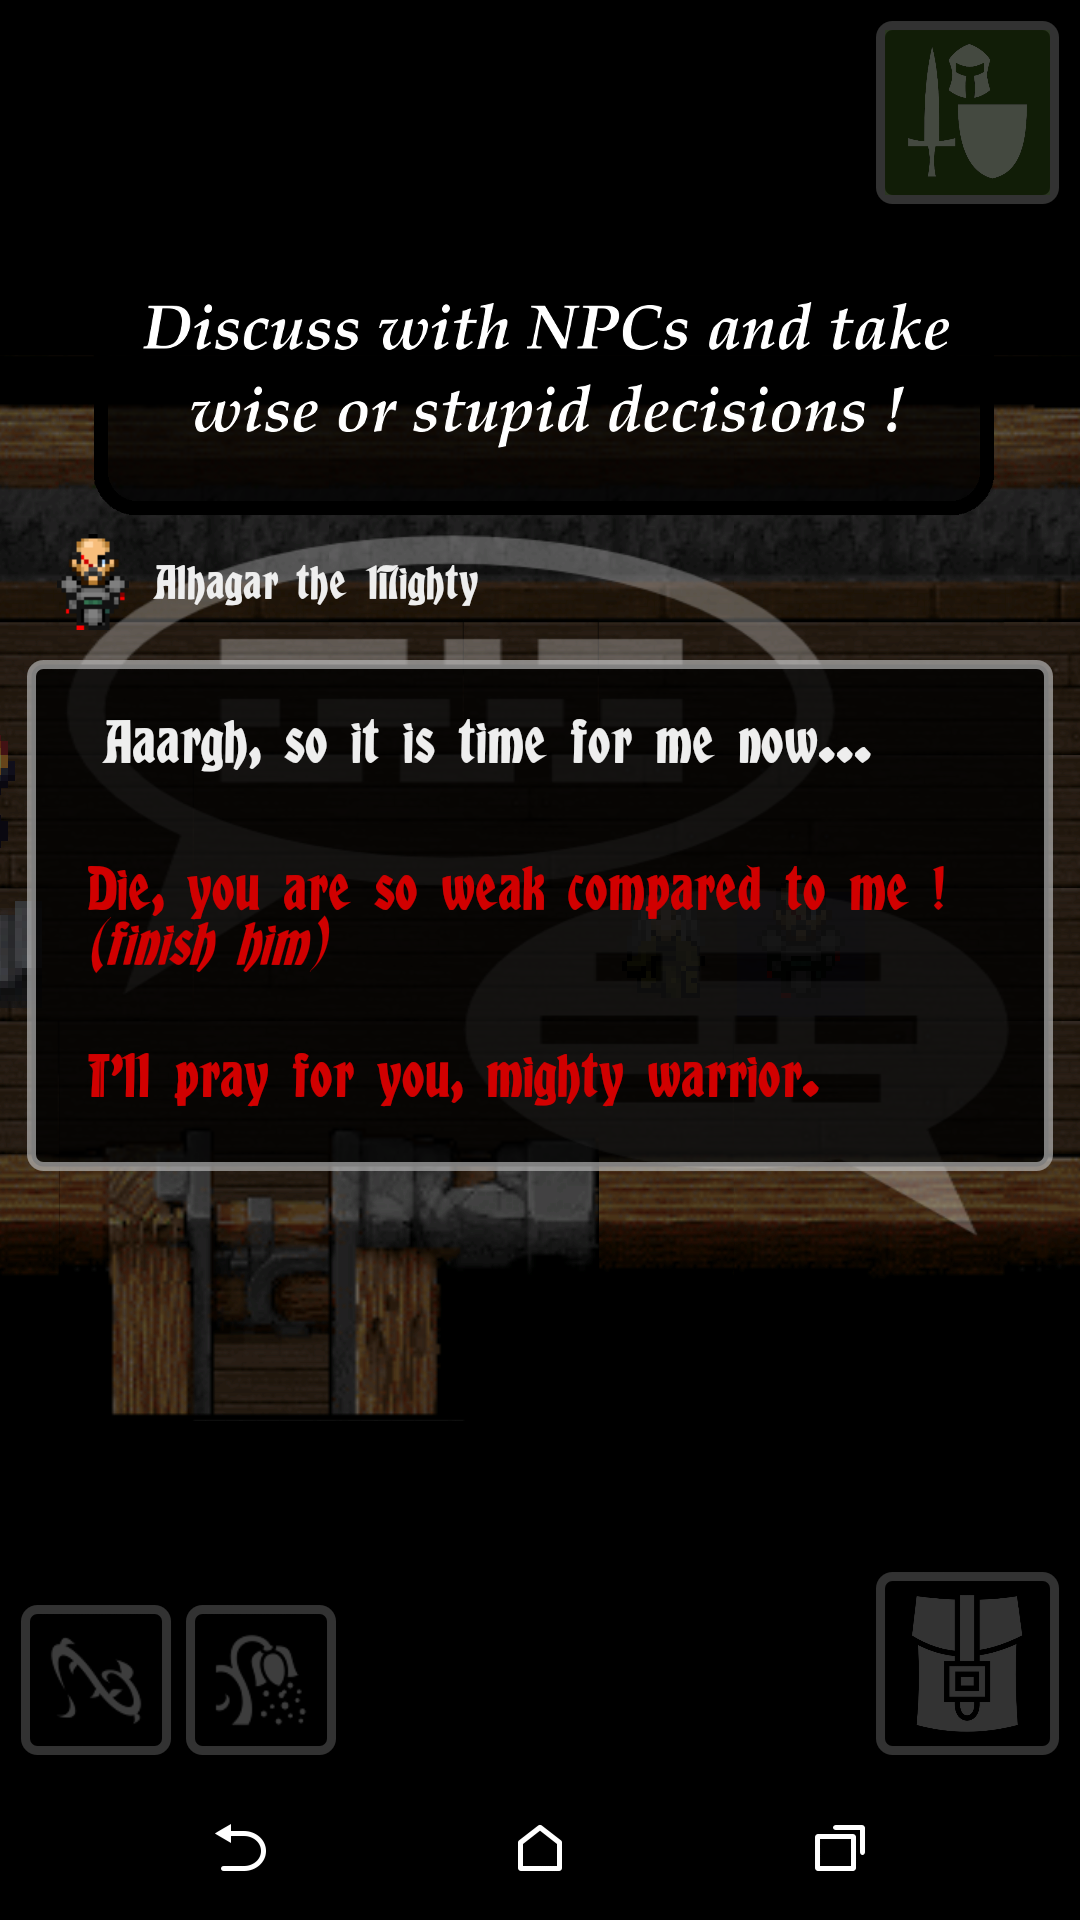 Discuss with NPCs and take
wise or stupid decisions !
Alhagar the Mighty
Aaargh, so it is time for me now...
Die, you are so weak compared to me !
(finish him)
I'll pray for you, mighty warrior.